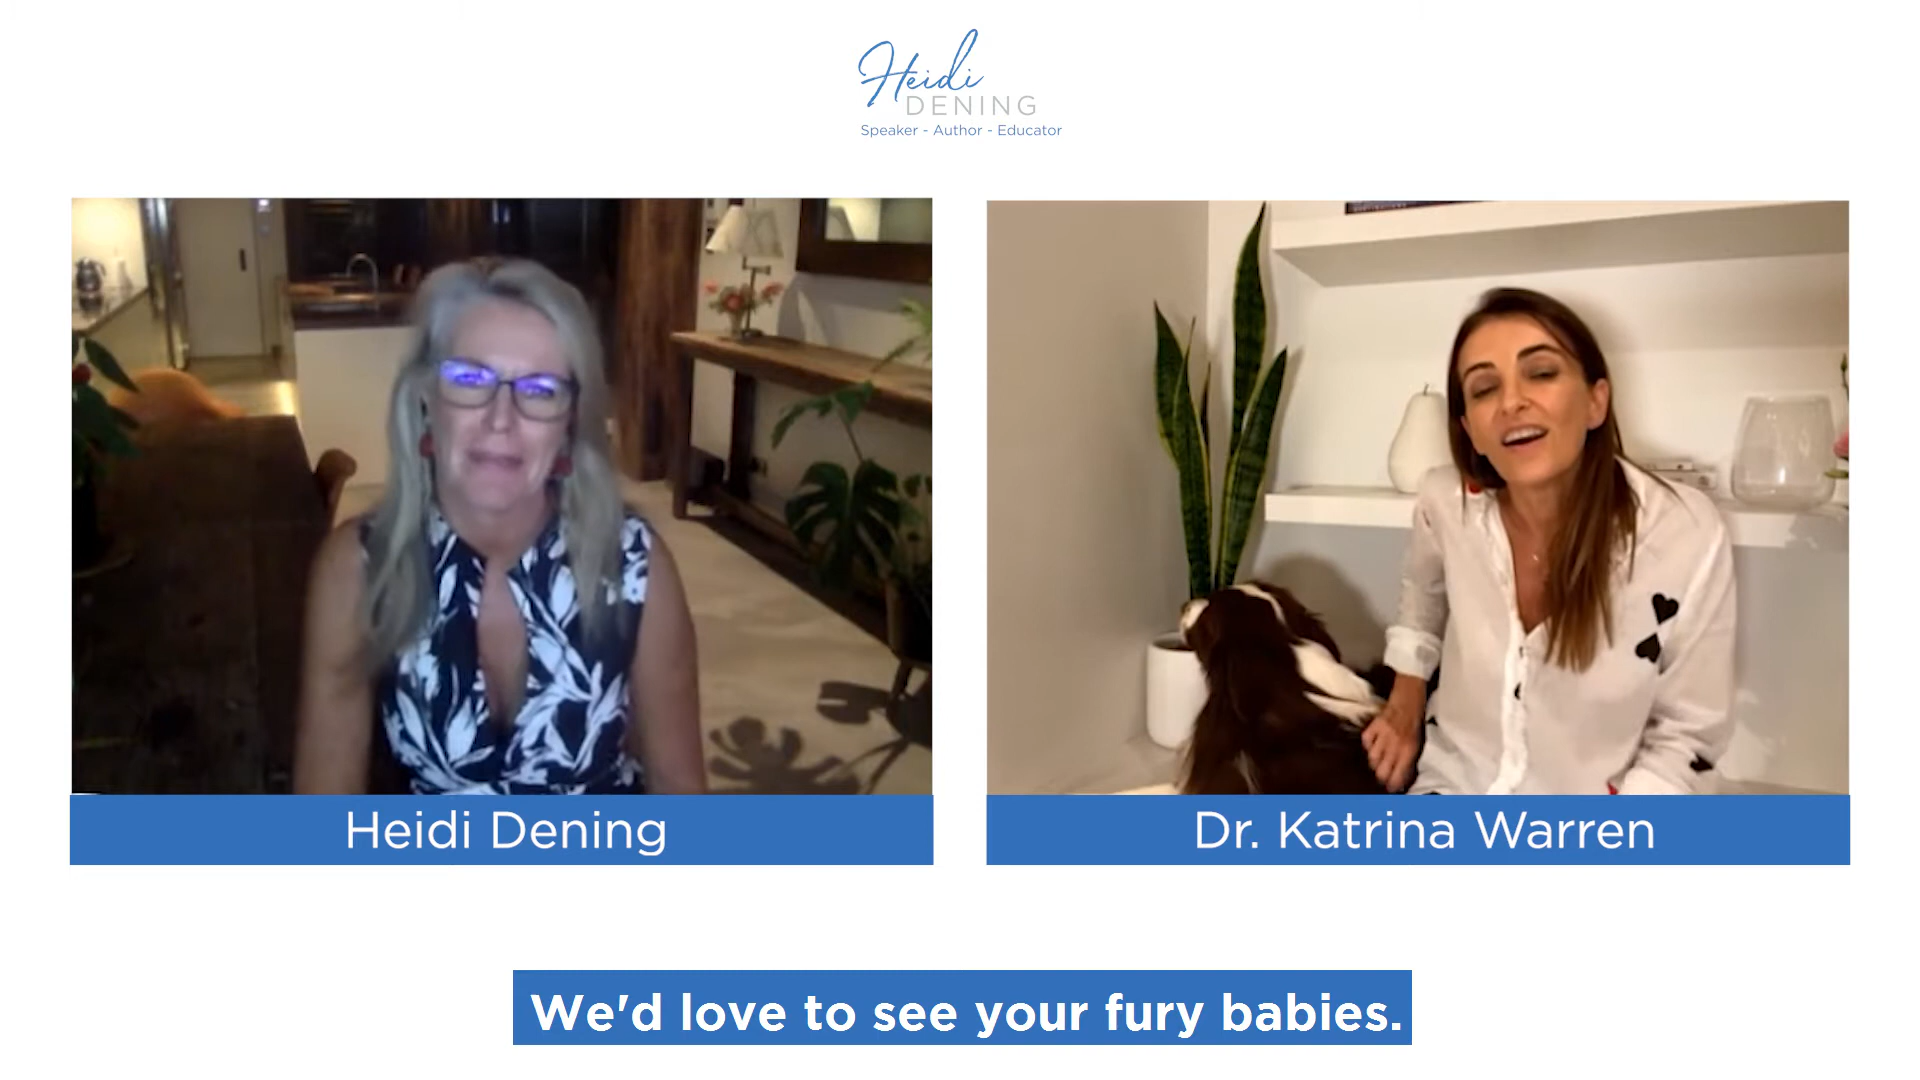 Heidi
DENING
Speaker - Author - Educator
Heidi Dening
Dr. Katrina Warren
We'd love to see your fury babies.